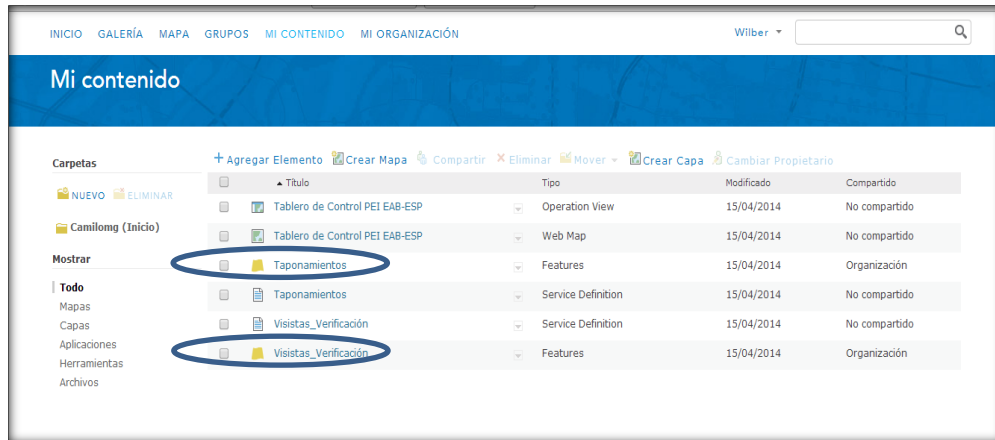 INICIO GALERÍA MAPA GRUPOS MI CONTENIDO MI ORGANIZACIÓN Wilber
Mi contenido
Carpetas
NUEVO ELIMINAR
Camilomg (Inicio)
Mostrar
Todo
Mapas
Capas
Aplicaciones
Herramientas
Archivos
Agregar Elemento Crear Mapa Compartir Eliminar Mover Crear Capa Cambiar Propietario
Título Tipo Modificado Compartido
Tablero de Control PEI EAB-ESP Operation View 15/04/2014 No compartido
Tablero de Control PEI EAB-ESP Web Map 15/04/2014 No compartido
Taponamientos Features 15/04/2014 Organización
Taponamientos Service Definition 15/04/2014 No compartido
Visistas_Verificación Service Definition 15/04/2014 No compartido
Visistas_Verificación Features 15/04/2014 Organización